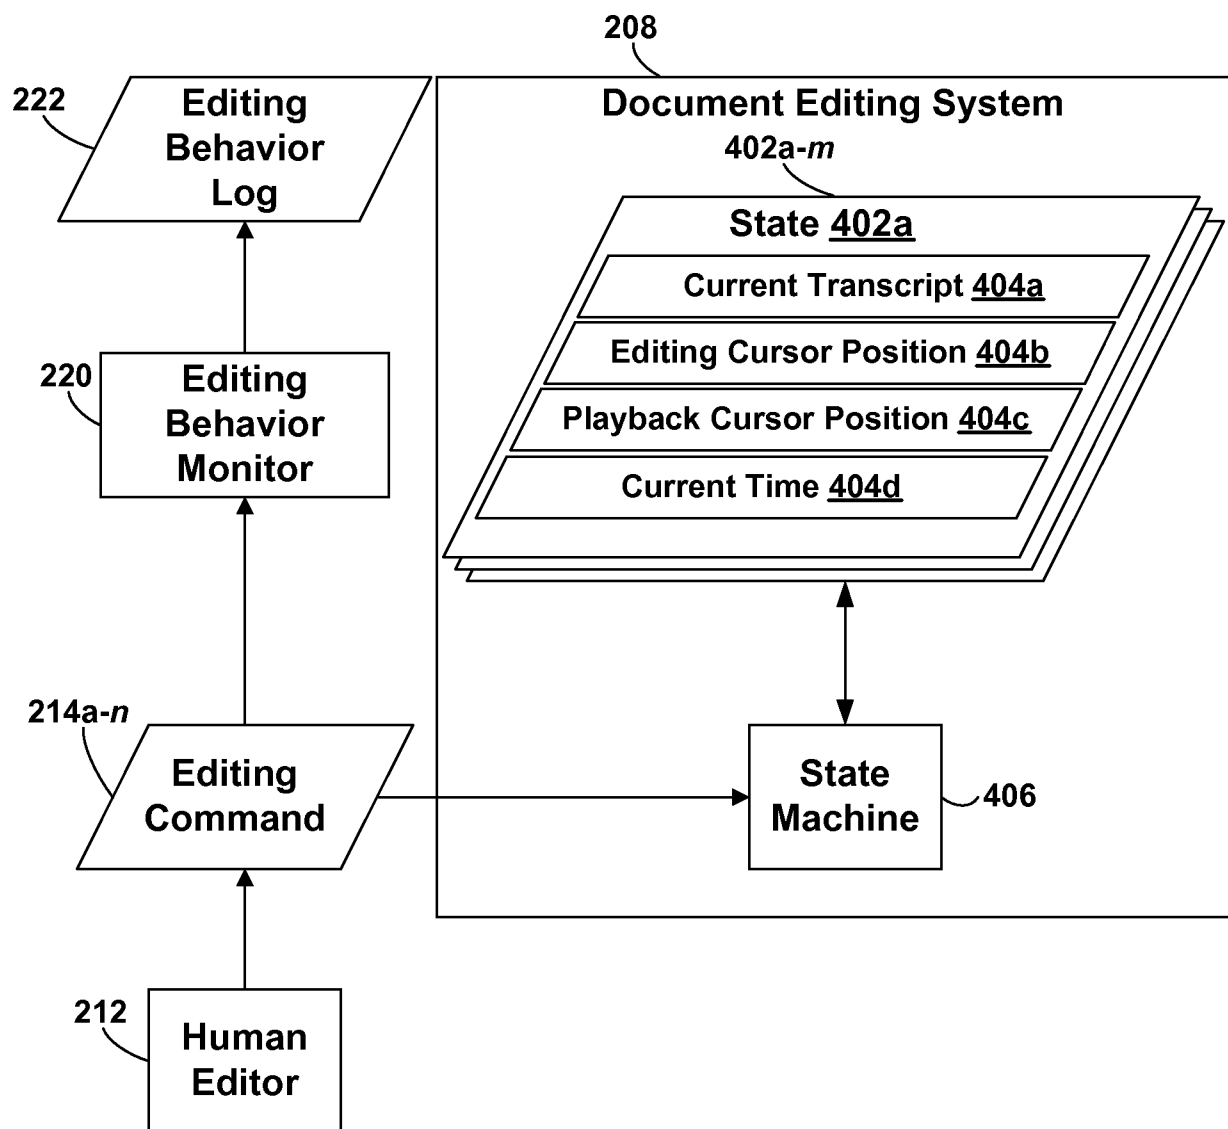 208
Document Editing System
402a-m
222
Editing
Behavior
Log
State 402a
Current Transcript 404a
Editing Cursor Position 404b
Playback Cursor Position 404c
Current Time 404d
220
Editing
Behavior
Monitor
214a-n
Editing
Command
State
Machine
406
212
Human
Editor